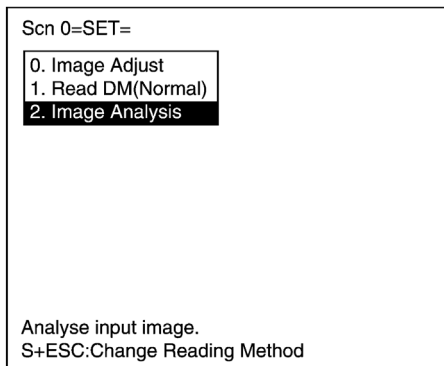 Scn 0=SET=
0. Image Adjust
1. Read DM(Normal)
2. Image Analysis
Analyse input image.
S+ESC:Change Reading Method